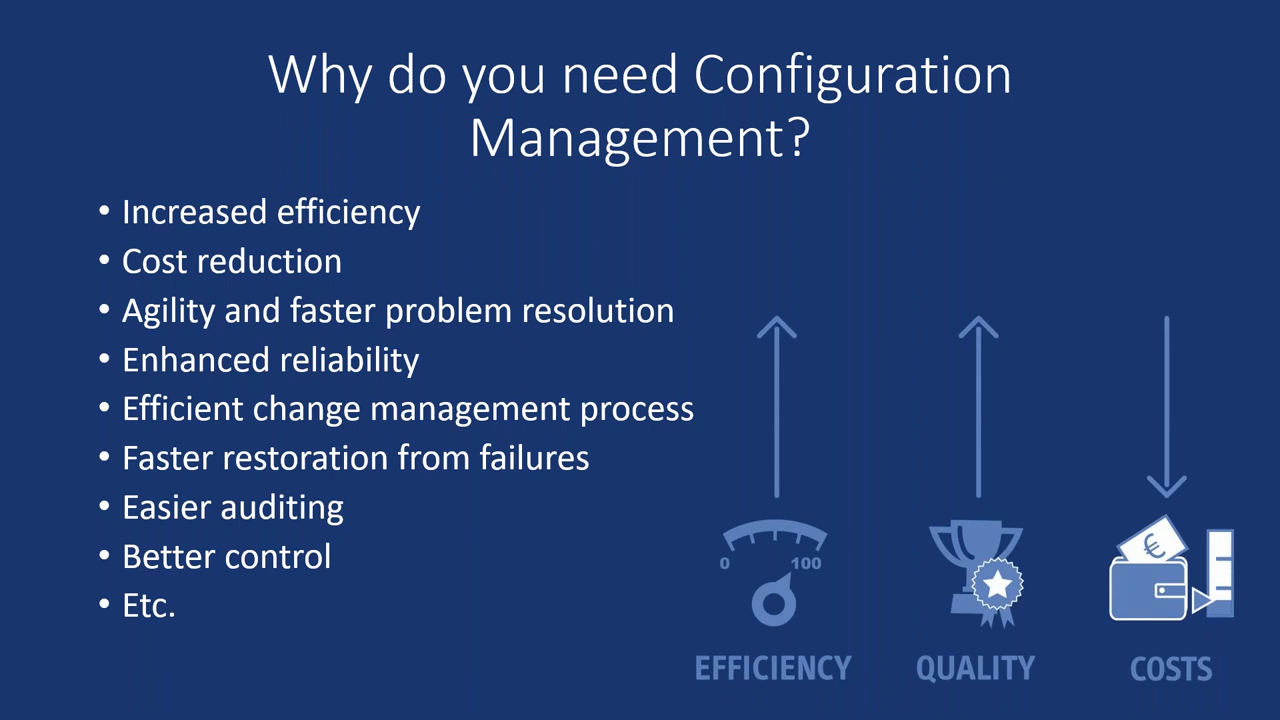 Why do you need Configuration
Management?
• Increased efficiency
• Cost reduction
• Agility and faster problem resolution
• Enhanced reliability
• Efficient change management process
• Faster restoration from failures
• Easier auditing
• Better control
• Etc.
0 100
€
EFFICIENCY QUALITY COSTS